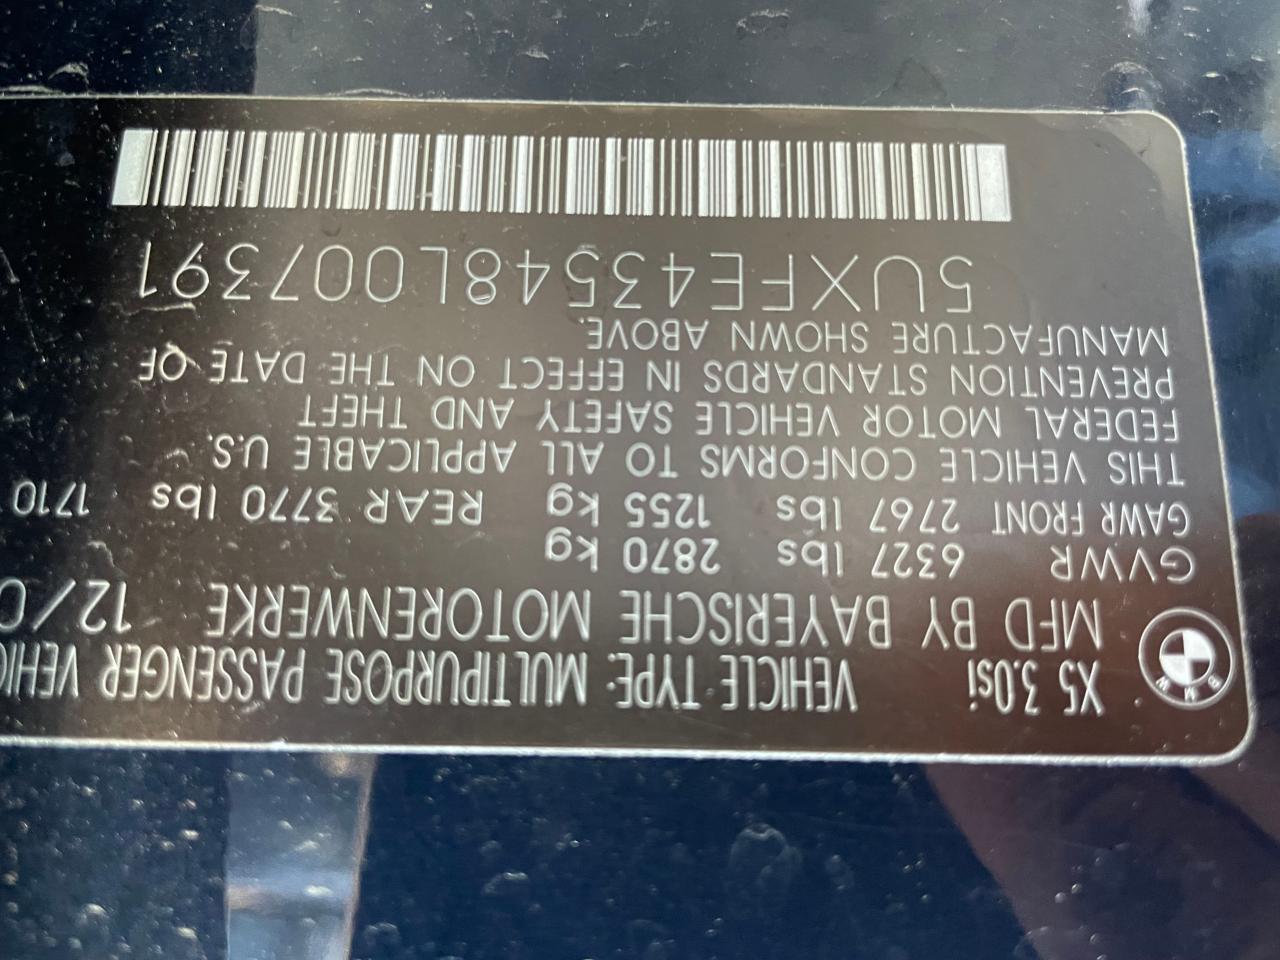 X5 3.0si VEHICLE TYPE: MULTIPURPOSE PASSENGER
MFD BY BAYERISCHE MOTORENWERKE 12/0
GVWR 6327 lbs 2870 kg
GAWR FRONT 2767 lbs 1255 kg REAR 3770 lbs 1710
THIS VEHICLE CONFORMS TO ALL APPLICABLE U.S.
FEDERAL MOTOR VEHICLE SAFETY AND THEFT
PREVENTION STANDARDS IN EFFECT ON THE DATE OF
MANUFACTURE SHOWN ABOVE.
5UXFE43548L007391
BMW